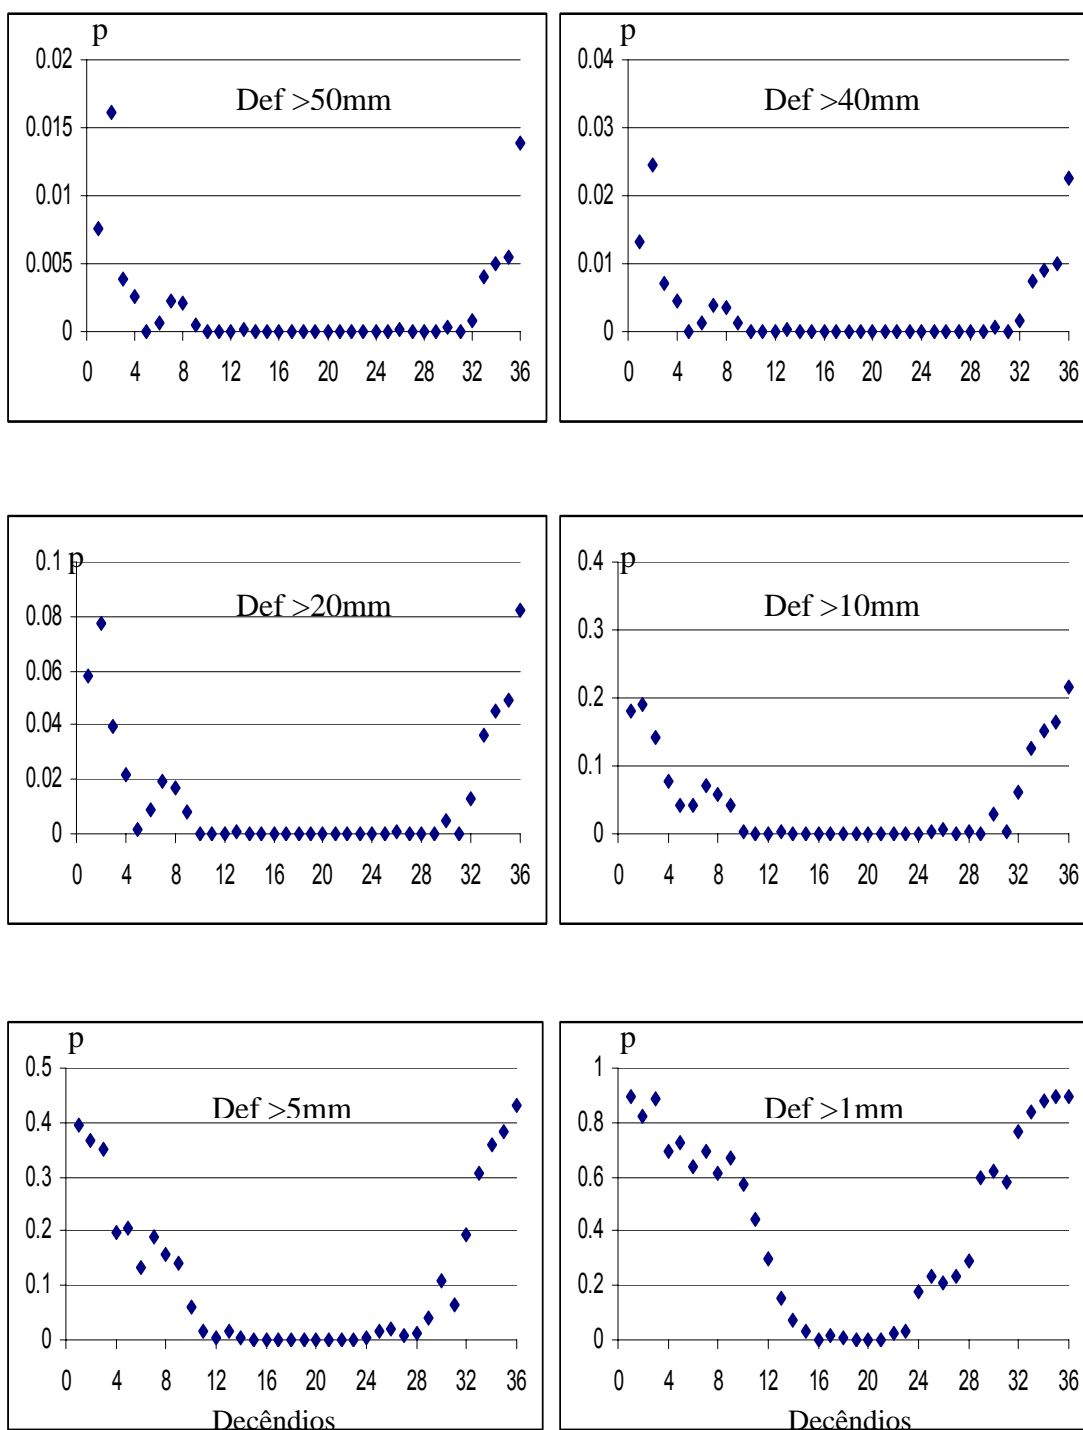 p
0.02
Def >50mm
0.015
0.01
0.005
0
0 4 8 12 16 20 24 28 32 36
p
0.04
Def >40mm
0.03
0.02
0.01
0
0 4 8 12 16 20 24 28 32 36
p
0.1
Def >20mm
0.08
0.06
0.04
0.02
0
0 4 8 12 16 20 24 28 32 36
p
0.4
Def >10mm
0.3
0.2
0.1
0
0 4 8 12 16 20 24 28 32 36
p
0.5
Def >5mm
0.4
0.3
0.2
0.1
0
0 4 8 12 16 20 24 28 32 36
Decêndios
p
1
Def >1mm
0.8
0.6
0.4
0.2
0
0 4 8 12 16 20 24 28 32 36
Decêndios